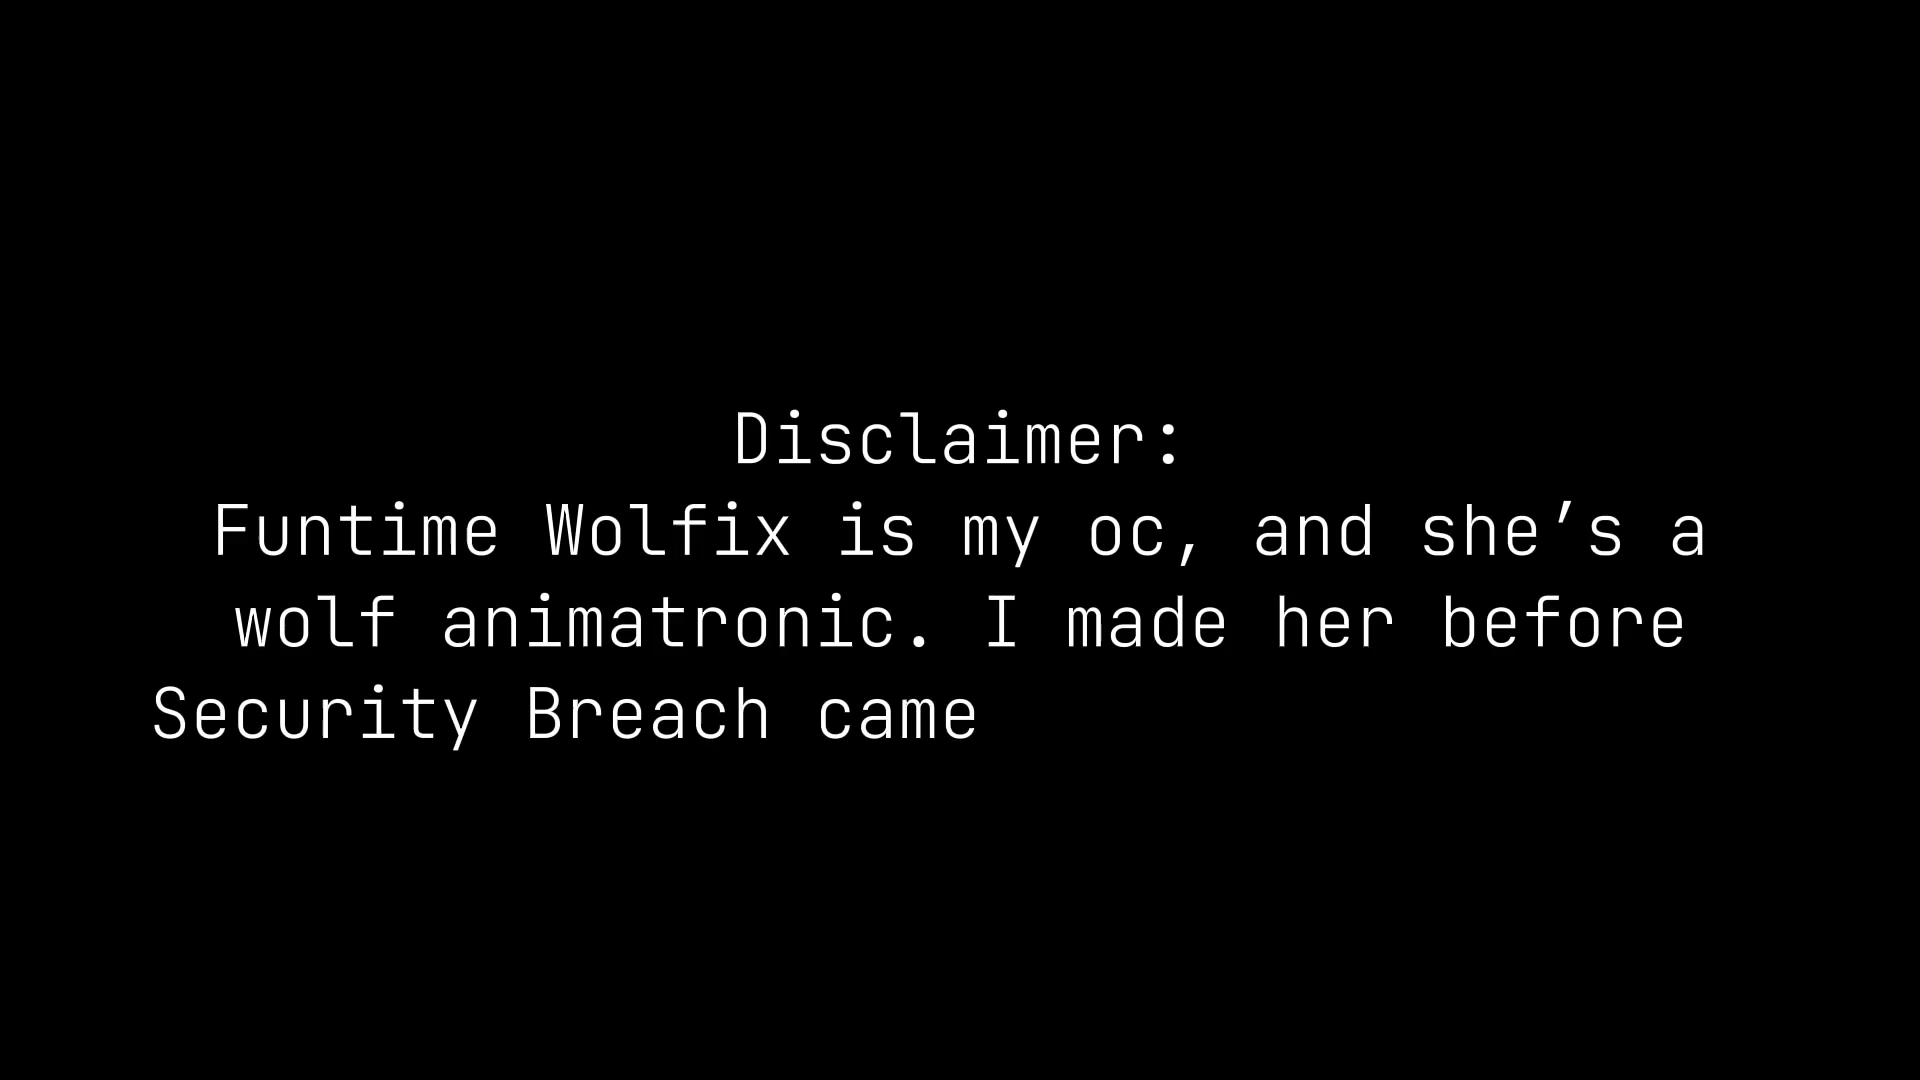 Disclaimer:
Funtime Wolfix is my oc, and she’s a
wolf animatronic. I made her before
Security Breach came